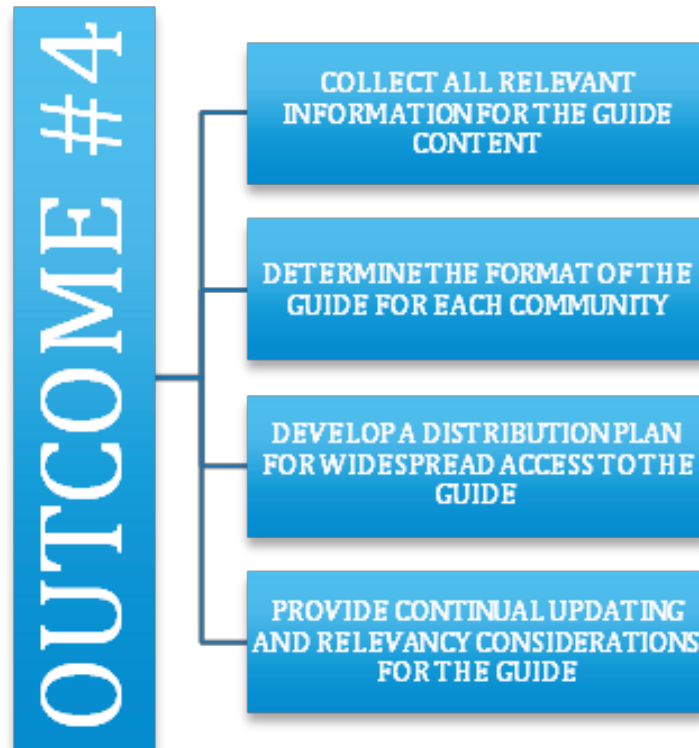 OUTCOME #4
COLLECT ALL RELEVANT
INFORMATION FOR THE GUIDE
CONTENT
DETERMINE THE FORMAT OF THE
GUIDE FOR EACH COMMUNITY
DEVELOP A DISTRIBUTION PLAN
FOR WIDESPREAD ACCESS TO THE
GUIDE
PROVIDE CONTINUAL UPDATING
AND RELEVANCY CONSIDERATIONS
FOR THE GUIDE